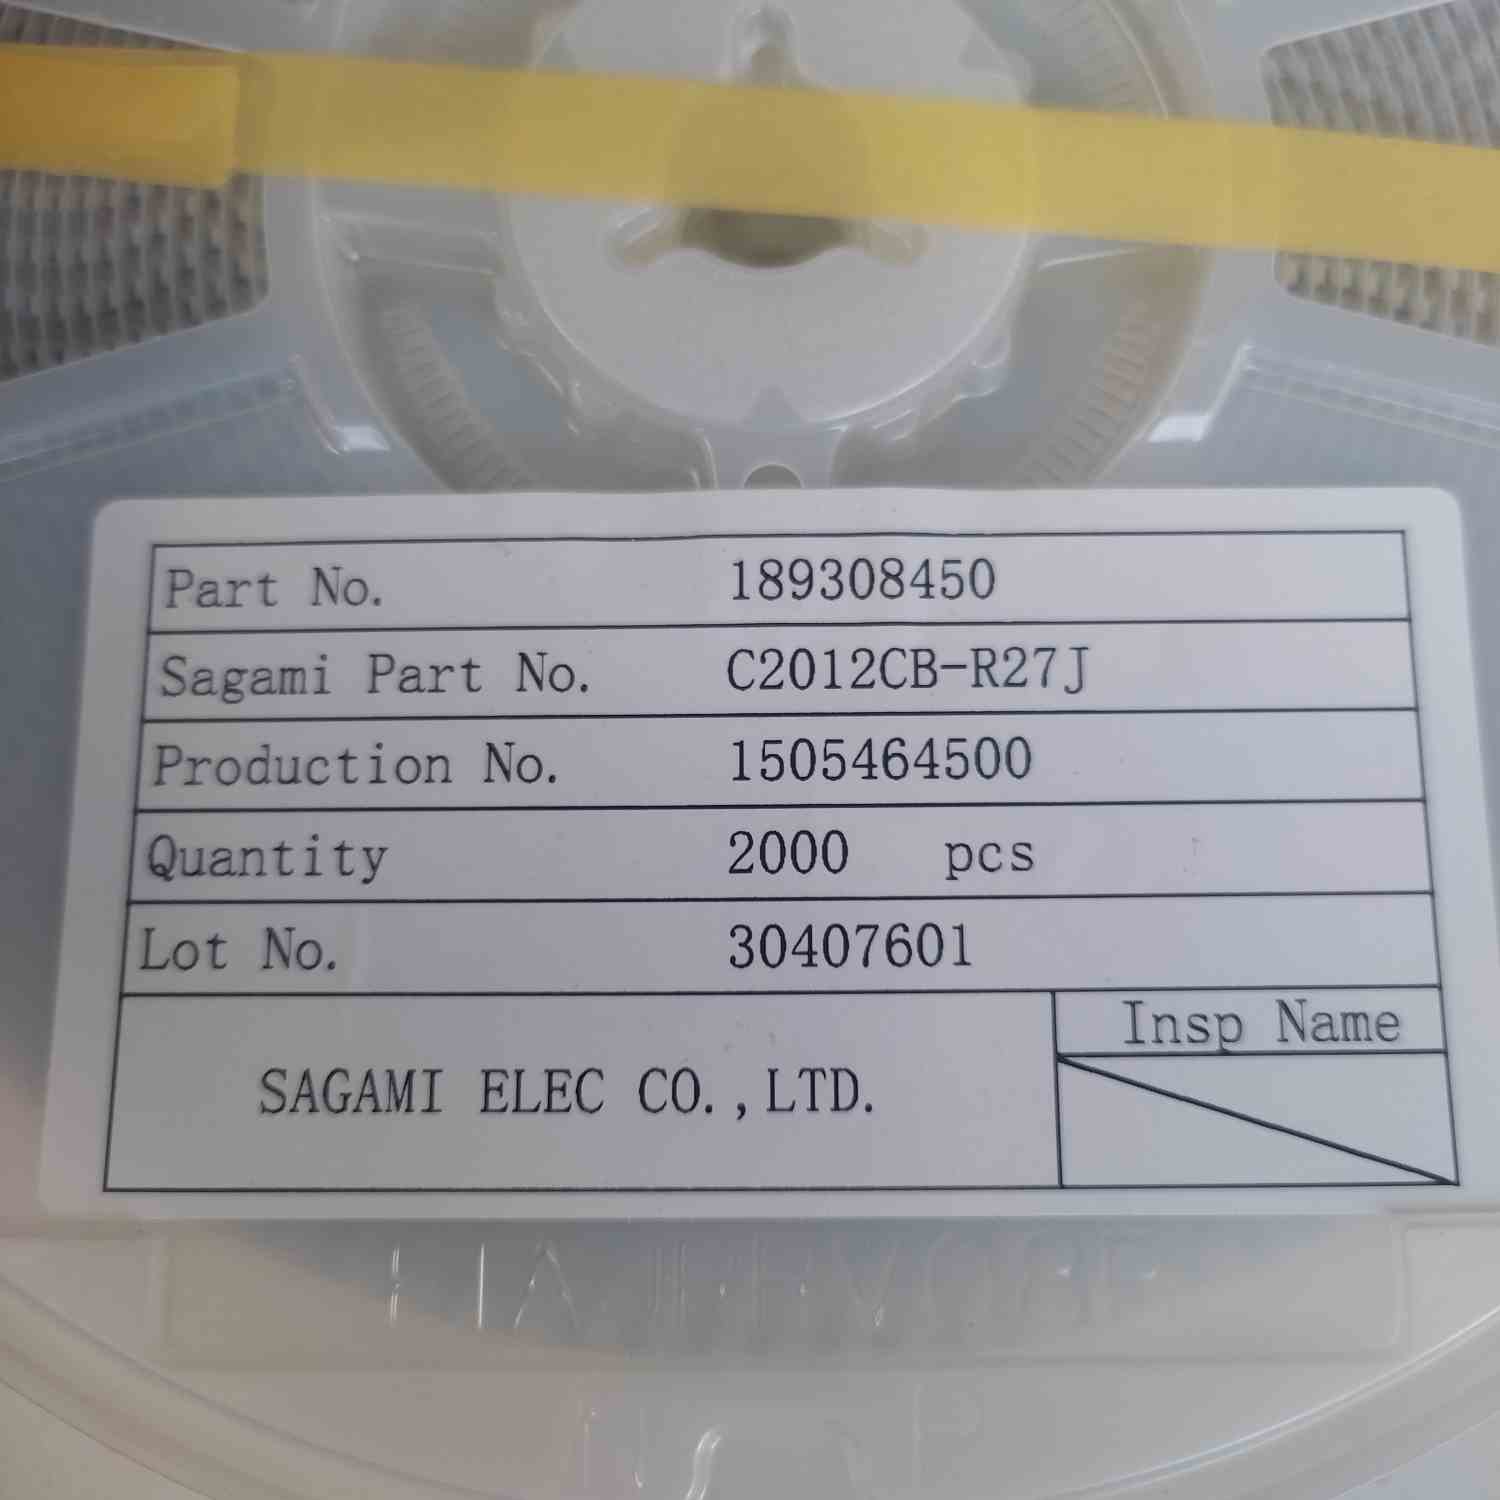 Part No. 189308450
Sagami Part No. C2012CB-R27J
Production No. 1505464500
Quantity 2000 pcs
Lot No. 30407601
Insp Name
SAGAMI ELEC CO.,LTD.